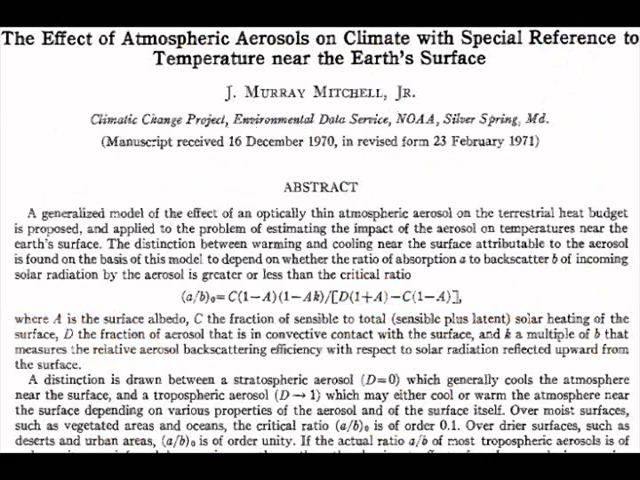 The Effect of Atmospheric Aerosols on Climate with Special Reference to
Temperature near the Earth's Surface
J. Murray Mitchell, Jr.
Climatic Change Project, Environmental Data Service, NOAA, Silver Spring, Md.
(Manuscript received 16 December 1970, in revised form 23 February 1971)
ABSTRACT
A generalized model of the effect of an optically thin atmospheric aerosol on the terrestrial heat budget
is proposed, and applied to the problem of estimating the impact of the aerosol on temperatures near the
earth's surface. The distinction between warming and cooling near the surface attributable to the aerosol
is found on the basis of this model to depend on whether the ratio of absorption a to backscatter b of incoming
solar radiation by the aerosol is greater or less than the critical ratio
(a/b)₀=C(1−A)(1−Ak)/[D(1+A)−C(1−A)],
where A is the surface albedo, C the fraction of sensible to total (sensible plus latent) solar heating of the
surface, D the fraction of aerosol that is in convective contact with the surface, and k a multiple of b that
measures the relative aerosol backscattering efficiency with respect to solar radiation reflected upward from
the surface.
A distinction is drawn between a stratospheric aerosol (D=0) which generally cools the atmosphere
near the surface, and a tropospheric aerosol (D→1) which may either cool or warm the atmosphere near
the surface depending on various properties of the aerosol and of the surface itself. Over moist surfaces,
such as vegetated areas and oceans, the critical ratio (a/b)₀ is of order 0.1. Over drier surfaces, such as
deserts and urban areas, (a/b)₀ is of order unity. If the actual ratio a/b of most tropospheric aerosols is of